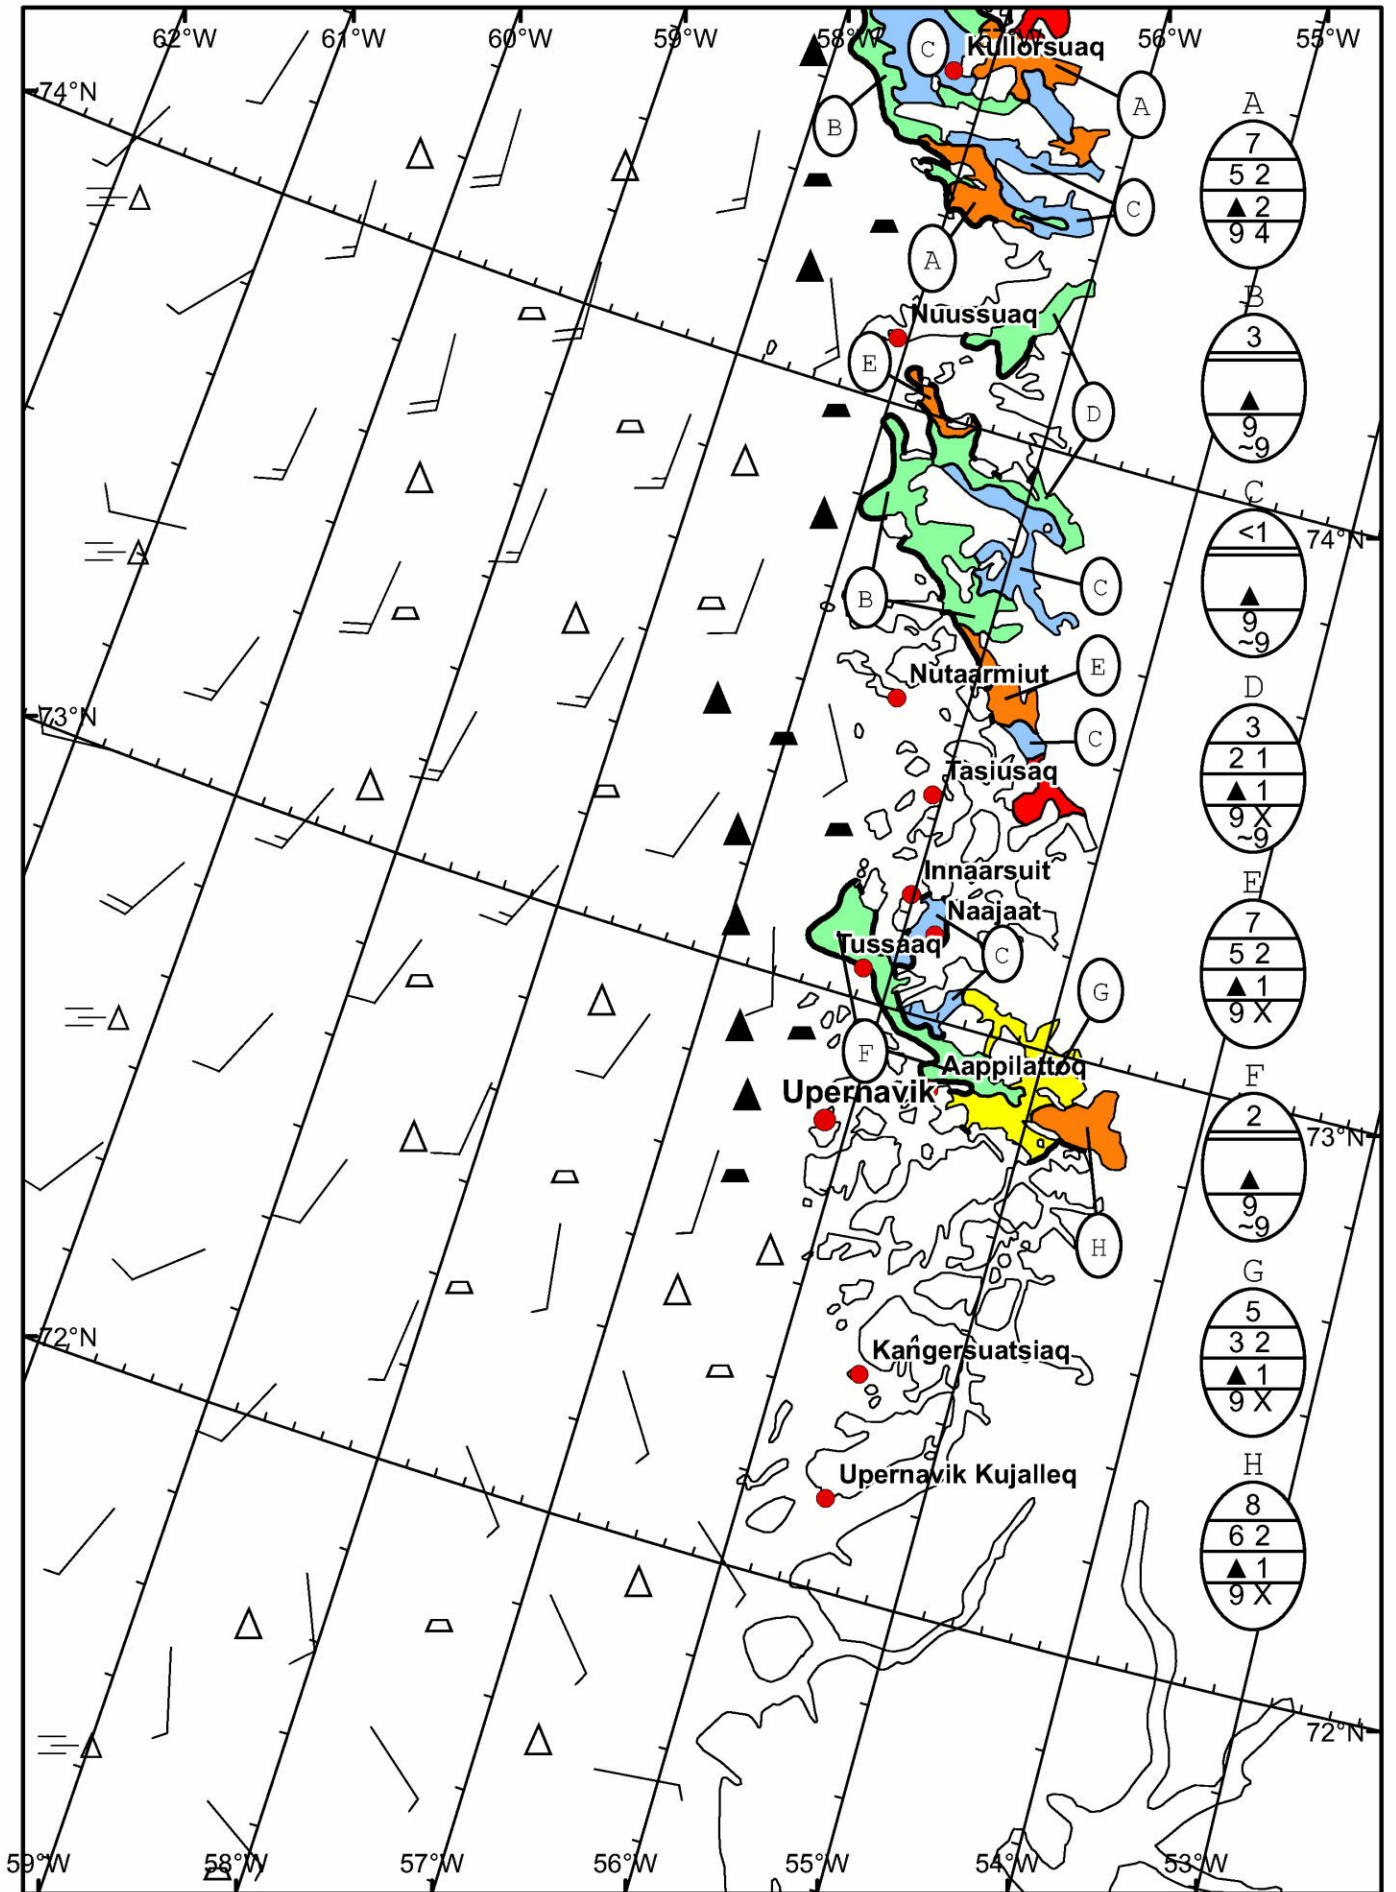 62°W 61°W 60°W 59°W 58°W 56°W 55°W
C Kullorsuaq
74°N
A
B
A
7
5 2
▲ 2
9 4
C
A
B
Nuussuaq
3
▲
9
~9
E
D
C
<1
74°N
▲
9
~9
C
B
E
Nutaarmiut
D
3
2 1
▲ 1
9 X
~9
73°N
C
Tasiusaq
Innaarsuit
E
7
5 2
▲ 1
9 X
Naajaat
Tussaaq
C
G
F
Aappilattoq
F
2
▲
9
~9
Upernavik
73°N
H
G
5
3 2
▲ 1
9 X
72°N
Kangersuatsiaq
Upernavik Kujalleq
H
8
6 2
▲ 1
9 X
72°N
59°W 58°W 57°W 56°W 55°W 54°W 53°W